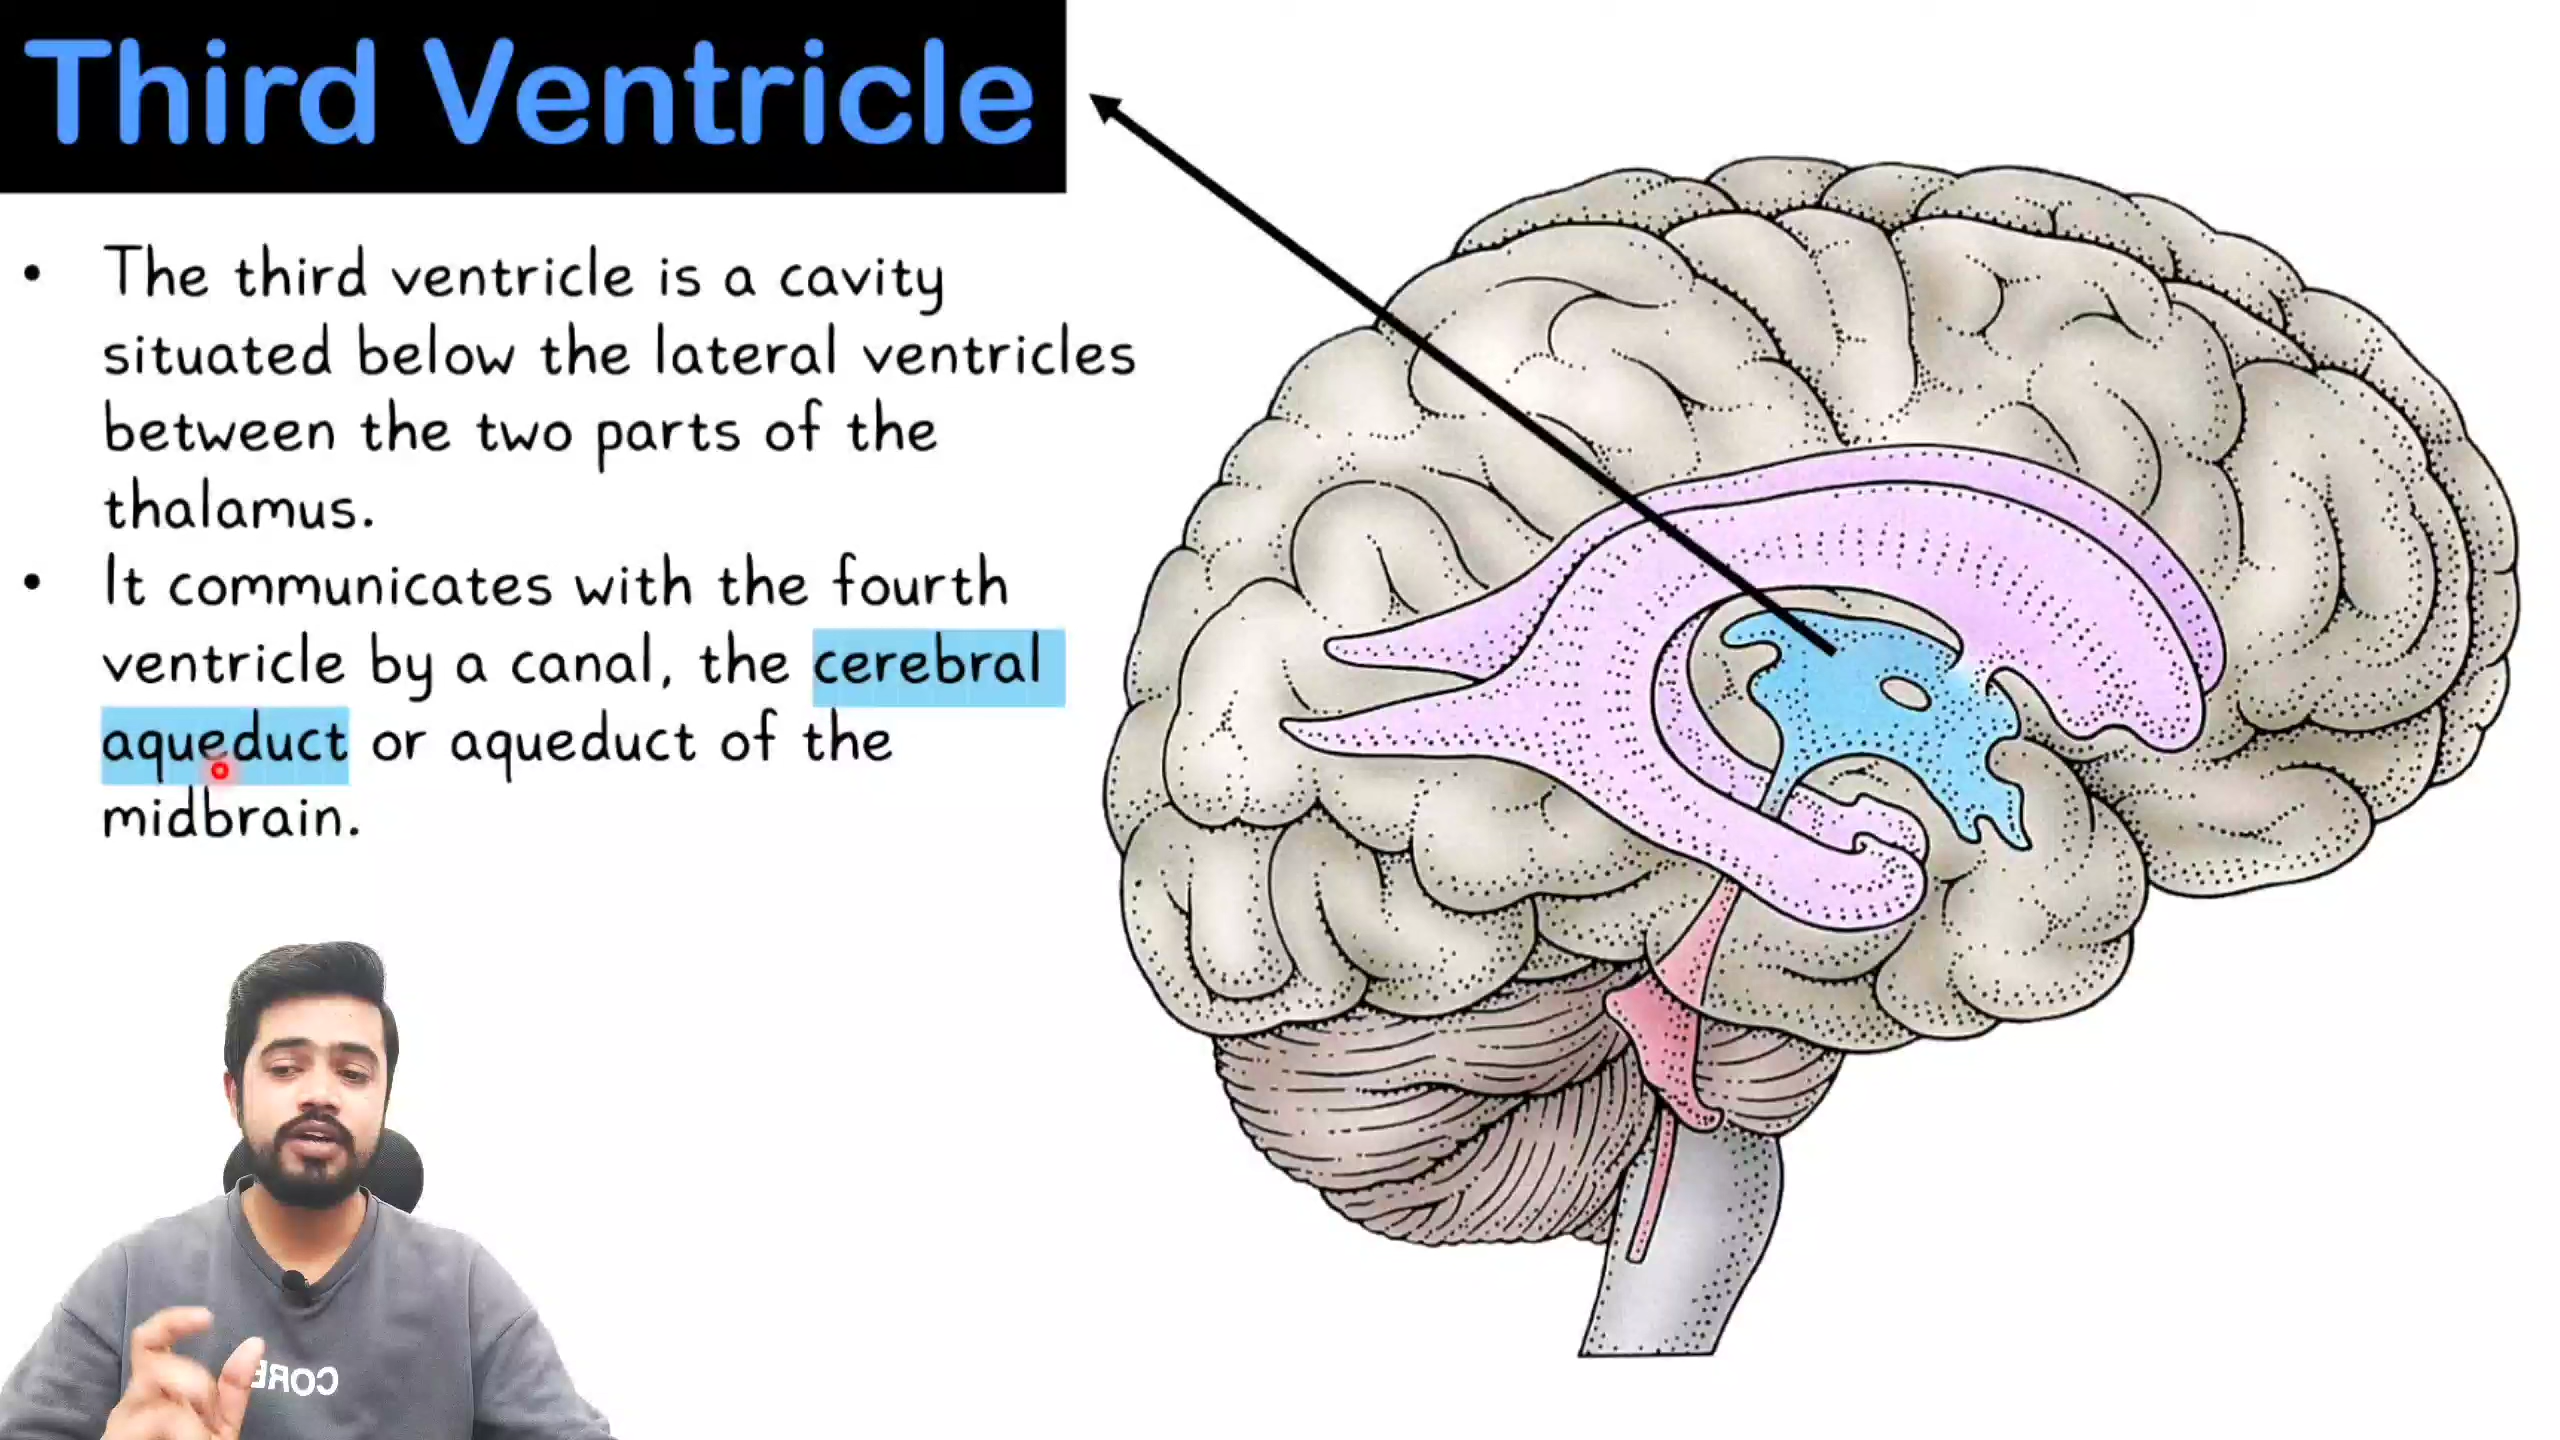 Third Ventricle
• The third ventricle is a cavity
situated below the lateral ventricles
between the two parts of the
thalamus.
• It communicates with the fourth
ventricle by a canal, the cerebral
aqueduct or aqueduct of the
midbrain.
CORE